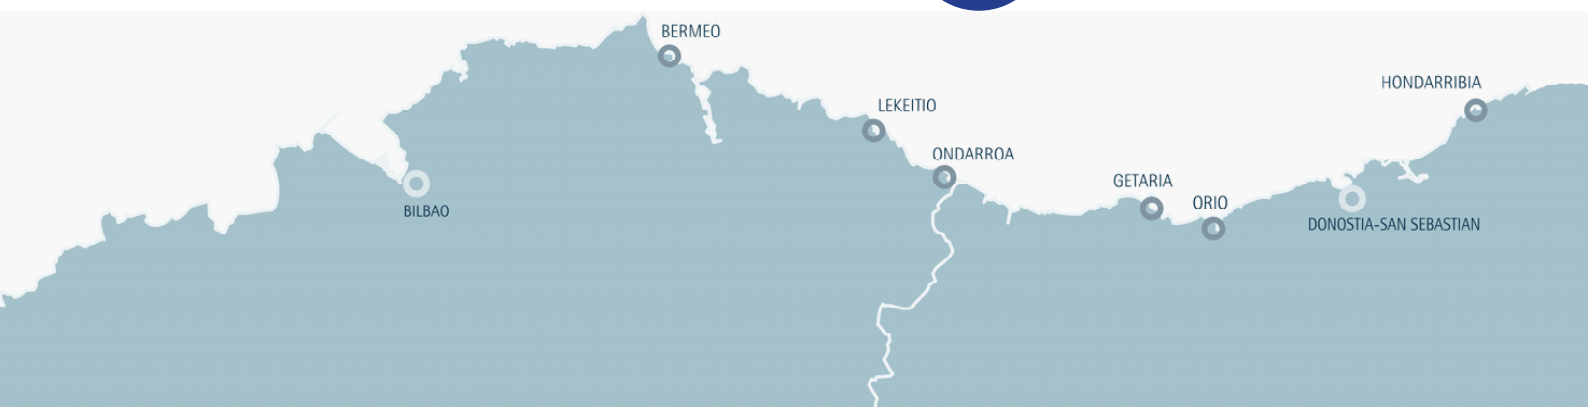 BERMEO
HONDARRIBIA
LEKEITIO
ONDARROA
GETARIA
ORIO
BILBAO
DONOSTIA-SAN SEBASTIAN